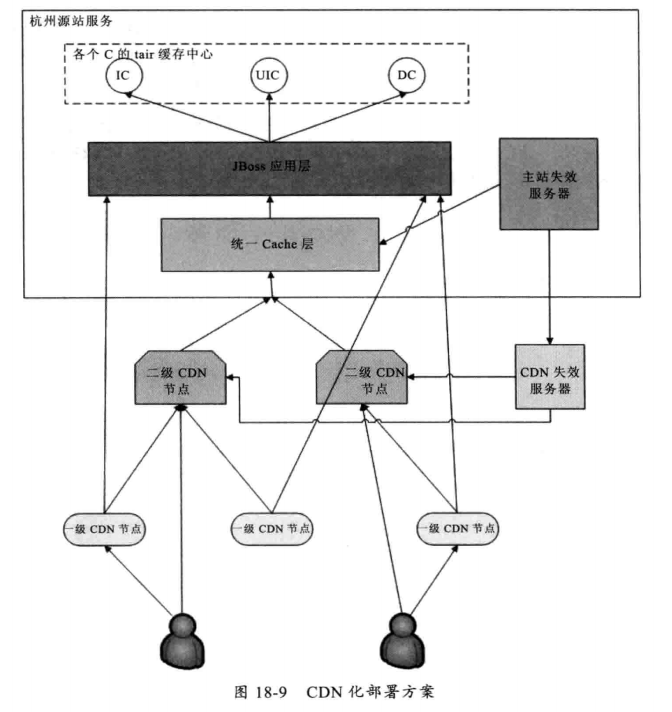 杭州源站服务
各个 C 的 tair 缓存中心
IC
UIC
DC
JBoss 应用层
主站失效
服务器
统一 Cache 层
二级 CDN
节点
二级 CDN
节点
CDN 失效
服务器
一级 CDN 节点
一级 CDN 节点
一级 CDN 节点
图 18-9 CDN 化部署方案